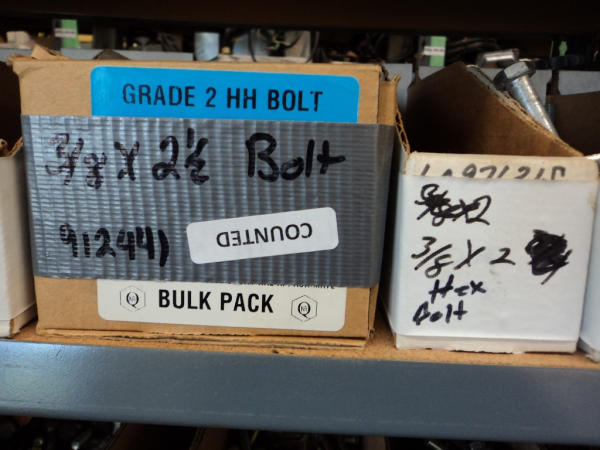 GRADE 2 HH BOLT
3/8 X 2 1/2 Bolt
912441
COUNTED
BULK PACK
3/8 X 2
Hex
Bolt